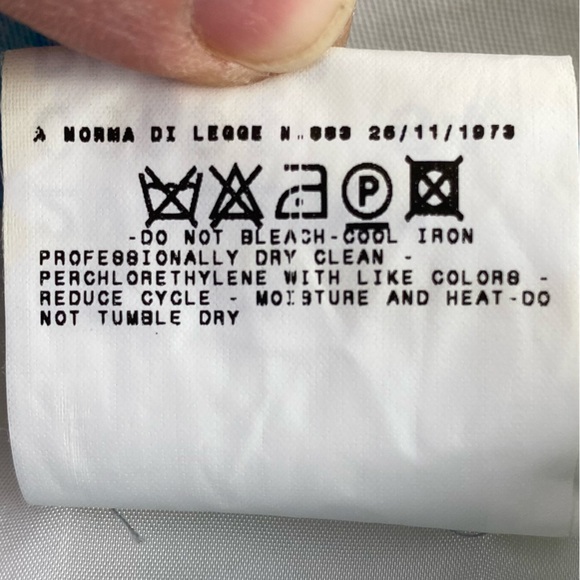 A NORMA DI LEGGE N. 883 26/11/1973
P
-DO NOT BLEACH-COOL IRON
PROFESSIONALLY DRY CLEAN -
PERCHLORETHYLENE WITH LIKE COLORS -
REDUCE CYCLE - MOISTURE AND HEAT-DO
NOT TUMBLE DRY